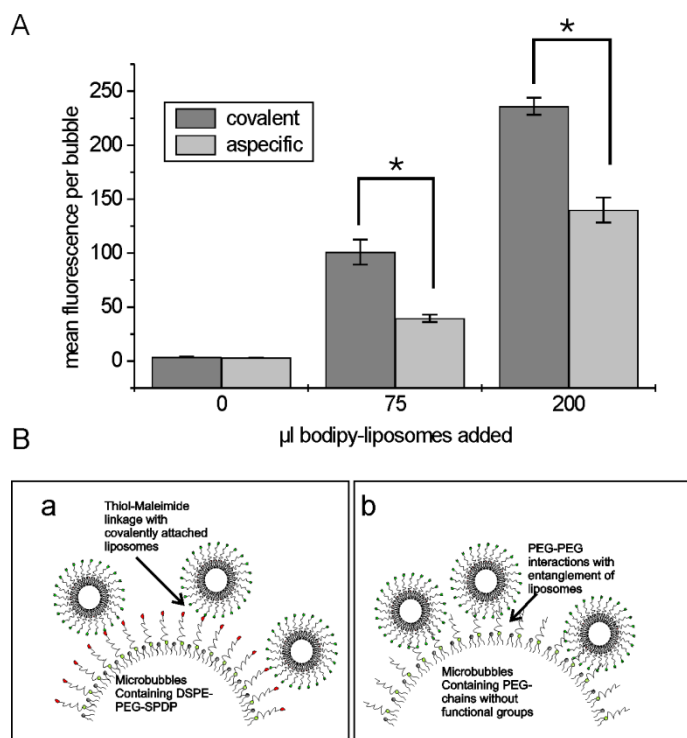 A
*
*
250
200
150
100
50
0
mean fluorescence per bubble
covalent
aspecific
0 75 200
µl bodipy-liposomes added
B
a
Thiol-Maleimide
linkage with
covalently attached
liposomes
Microbubbles
Containing DSPE-
PEG-SPDP
b
PEG-PEG
interactions with
entanglement of
liposomes
Microbubbles
Containing PEG-
chains without
functional groups